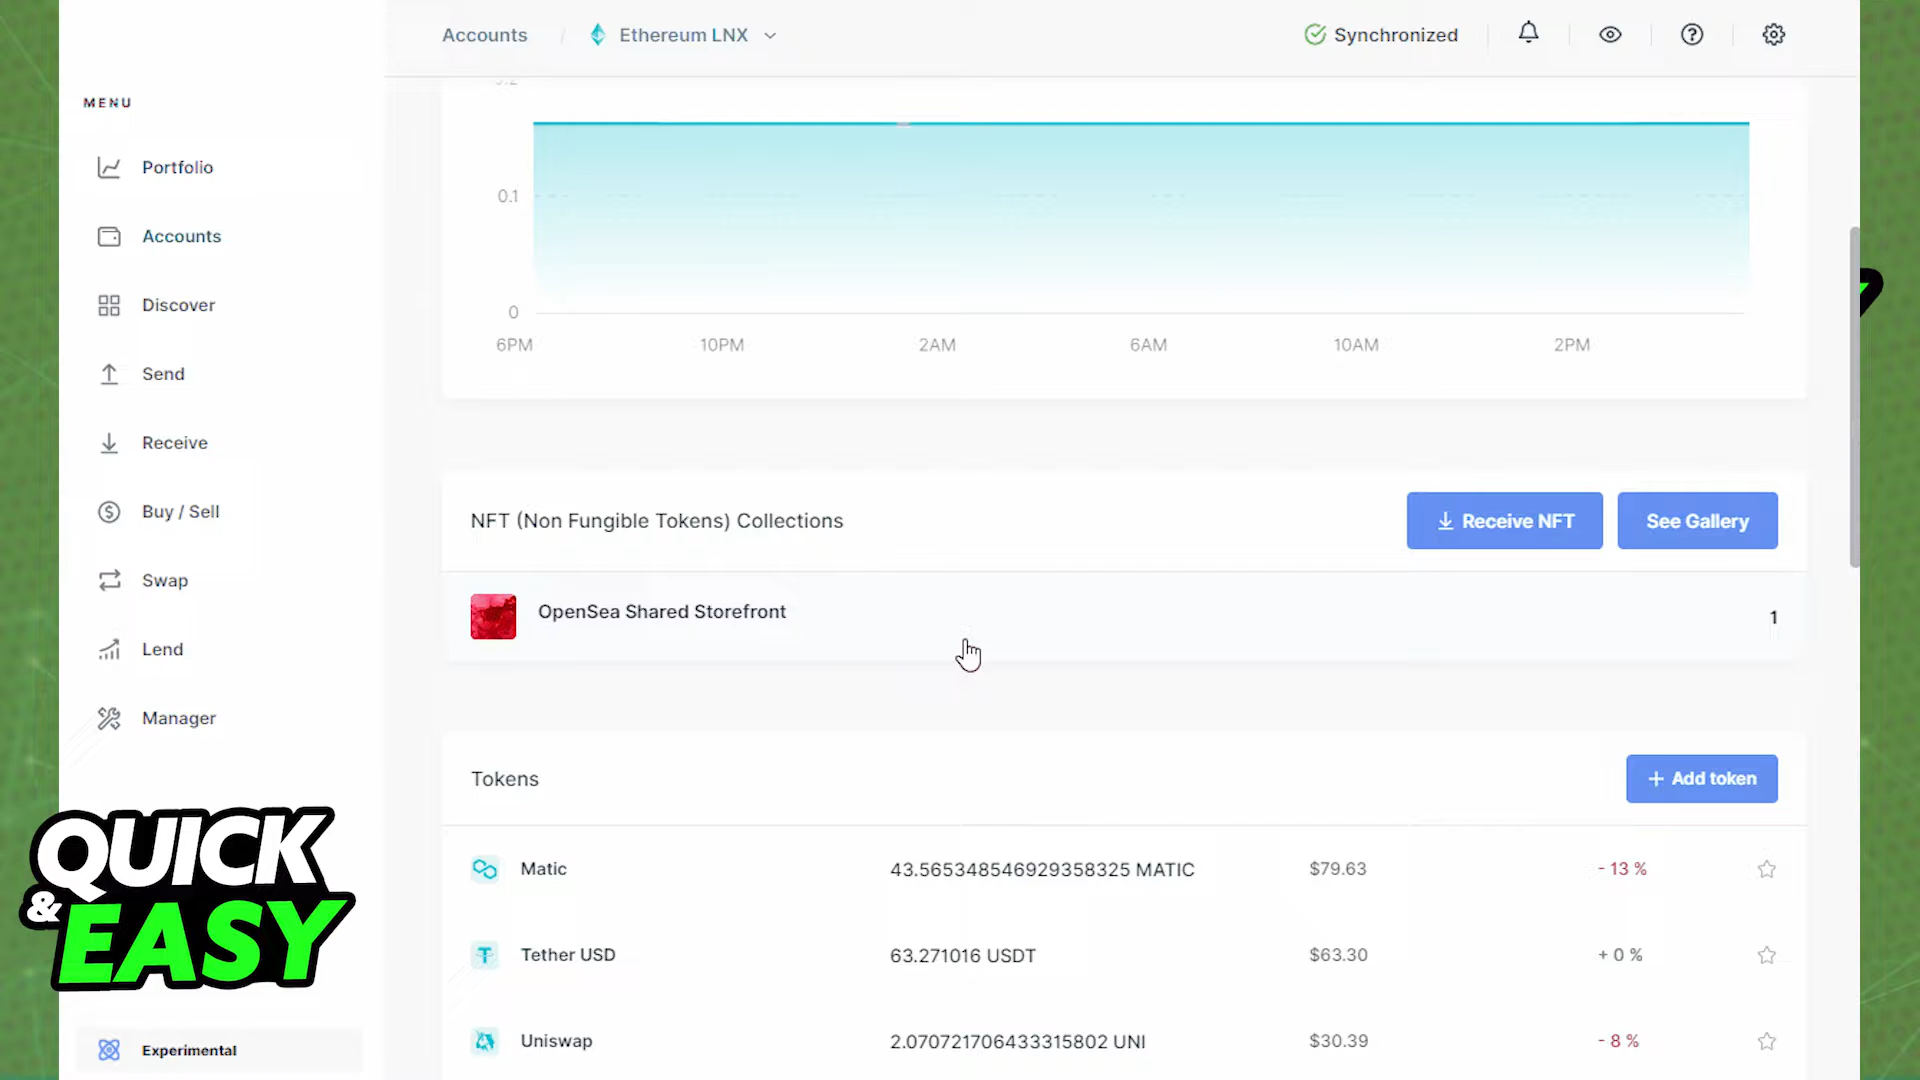 Accounts / Ethereum LNX
Synchronized
MENU
Portfolio
Accounts
Discover
Send
Receive
Buy / Sell
Swap
Lend
Manager
Experimental
0.1
0
6PM 10PM 2AM 6AM 10AM 2PM
NFT (Non Fungible Tokens) Collections
Receive NFT
See Gallery
OpenSea Shared Storefront 1
Tokens
+ Add token
Matic 43.565348546929358325 MATIC $79.63 - 13 %
Tether USD 63.271016 USDT $63.30 + 0 %
Uniswap 2.070721706433315802 UNI $30.39 - 8 %
QUICK
& EASY